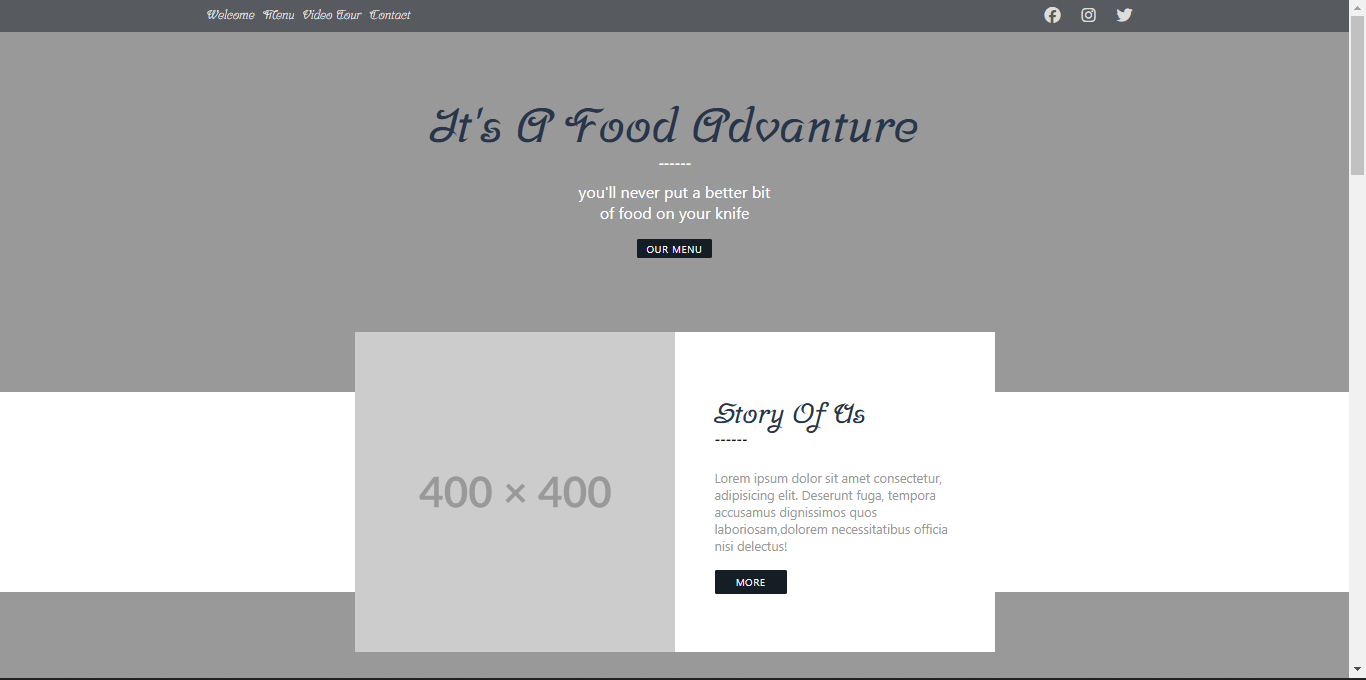 Welcome Menu Video Tour Contact
It's A Food Advanture
------
you'll never put a better bit
of food on your knife
OUR MENU
400 × 400
Story Of Us
------
Lorem ipsum dolor sit amet consectetur,
adipisicing elit. Deserunt fuga, tempora
accusamus dignissimos quos
laboriosam,dolorem necessitatibus officia
nisi delectus!
MORE